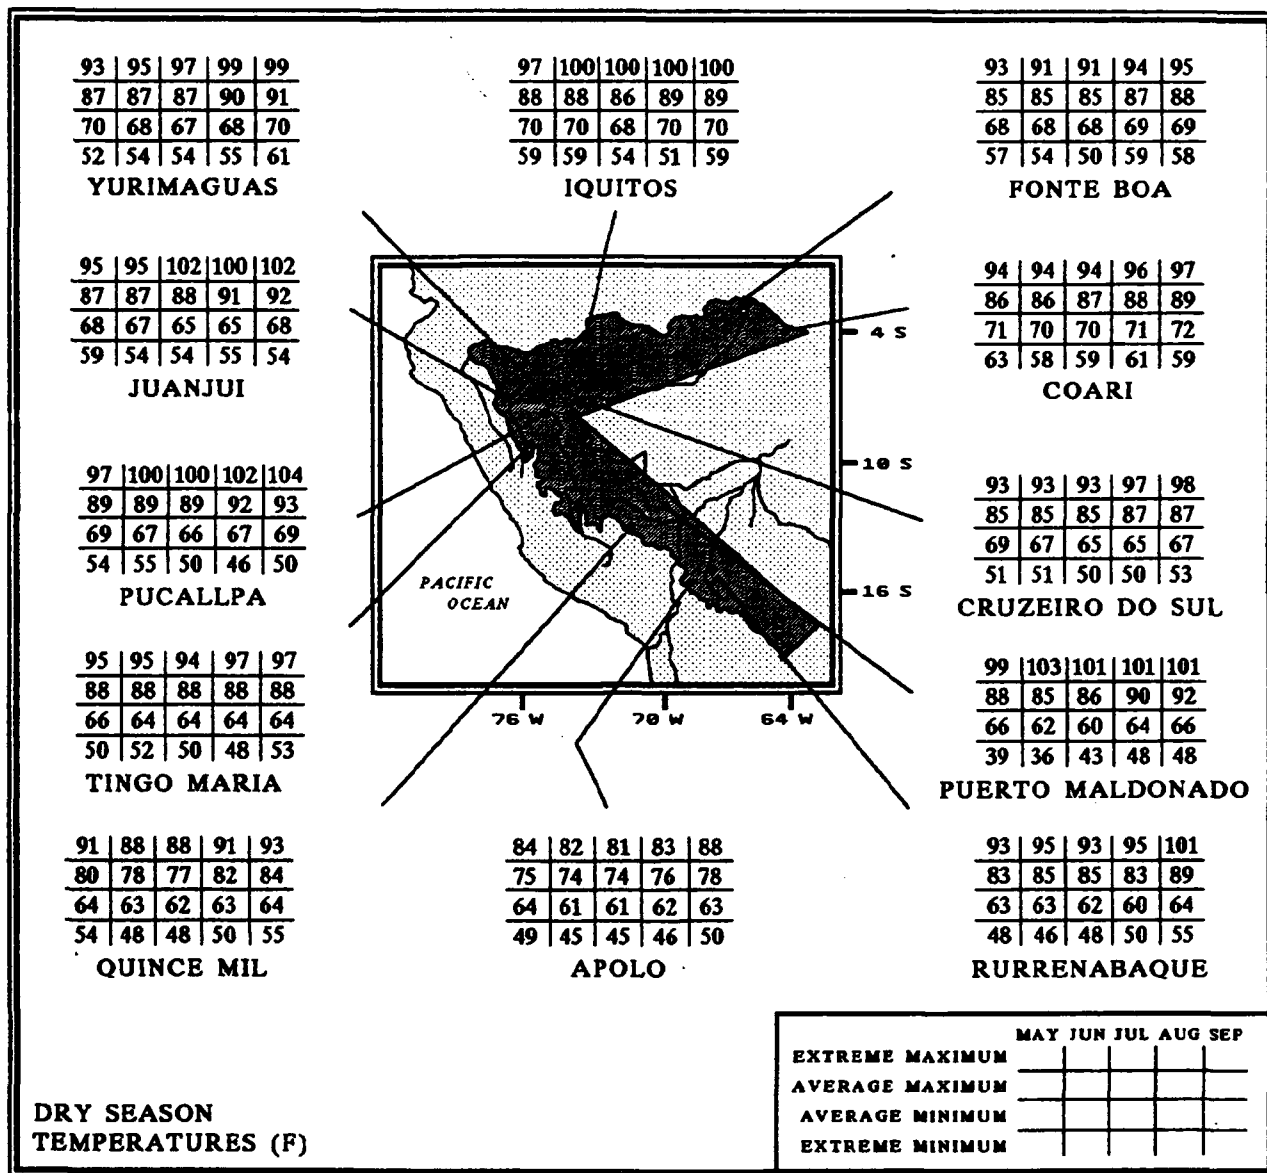 93 95 97 99 99
87 87 87 90 91
70 68 67 68 70
52 54 54 55 61
YURIMAGUAS
97 100 100 100 100
88 88 86 89 89
70 70 68 70 70
59 59 54 51 59
IQUITOS
93 91 91 94 95
85 85 85 87 88
68 68 68 69 69
57 54 50 59 58
FONTE BOA
95 95 102 100 102
87 87 88 91 92
68 67 65 65 68
59 54 54 55 54
JUANJUI
94 94 94 96 97
86 86 87 88 89
71 70 70 71 72
63 58 59 61 59
COARI
97 100 100 102 104
89 89 89 92 93
69 67 66 67 69
54 55 50 46 50
PUCALLPA
93 93 93 97 98
85 85 85 87 87
69 67 65 65 67
51 51 50 50 53
CRUZEIRO DO SUL
95 95 94 97 97
88 88 88 88 88
66 64 64 64 64
50 52 50 48 53
TINGO MARIA
99 103 101 101 101
88 85 86 90 92
66 62 60 64 66
39 36 43 48 48
PUERTO MALDONADO
91 88 88 91 93
80 78 77 82 84
64 63 62 63 64
54 48 48 50 55
QUINCE MIL
84 82 81 83 88
75 74 74 76 78
64 61 61 62 63
49 45 45 46 50
APOLO
93 95 93 95 101
83 85 85 83 89
63 63 62 60 64
48 46 48 50 55
RURRENABAQUE
4 S
10 S
16 S
PACIFIC
OCEAN
76 W 70 W 64 W
MAY JUN JUL AUG SEP
EXTREME MAXIMUM
AVERAGE MAXIMUM
AVERAGE MINIMUM
EXTREME MINIMUM
DRY SEASON
TEMPERATURES (F)